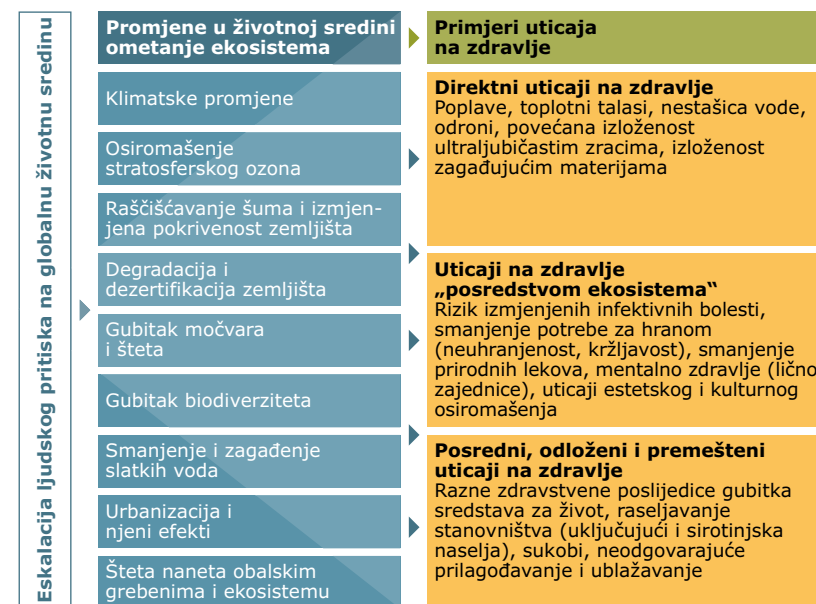 Eskalacija ljudskog pritiska na globalnu životnu sredinu
Promjene u životnoj sredini
ometanje ekosistema
Klimatske promjene
Osiromašenje
stratosferskog ozona
Raščišćavanje šuma i izmjen-
jena pokrivenost zemljišta
Degradacija i
dezertifikacija zemljišta
Gubitak močvara
i šteta
Gubitak biodiverziteta
Smanjenje i zagađenje
slatkih voda
Urbanizacija i
njeni efekti
Šteta naneta obalskim
grebenima i ekosistemu
Primjeri uticaja
na zdravlje
Direktni uticaji na zdravlje
Poplave, toplotni talasi, nestašica vode,
odroni, povećana izloženost
ultraljubičastim zracima, izloženost
zagađujućim materijama
Uticaji na zdravlje
„posredstvom ekosistema“
Rizik izmjenjenih infektivnih bolesti,
smanjenje potrebe za hranom
(neuhranjenost, kržljavost), smanjenje
prirodnih lekova, mentalno zdravlje (lično
zajednice), uticaji estetskog i kulturnog
osiromašenja
Posredni, odloženi i premešteni
uticaji na zdravlje
Razne zdravstvene poslijedice gubitka
sredstava za život, raseljavanje
stanovništva (uključujući i sirotinjska
naselja), sukobi, neodgovarajuće
prilagođavanje i ublažavanje